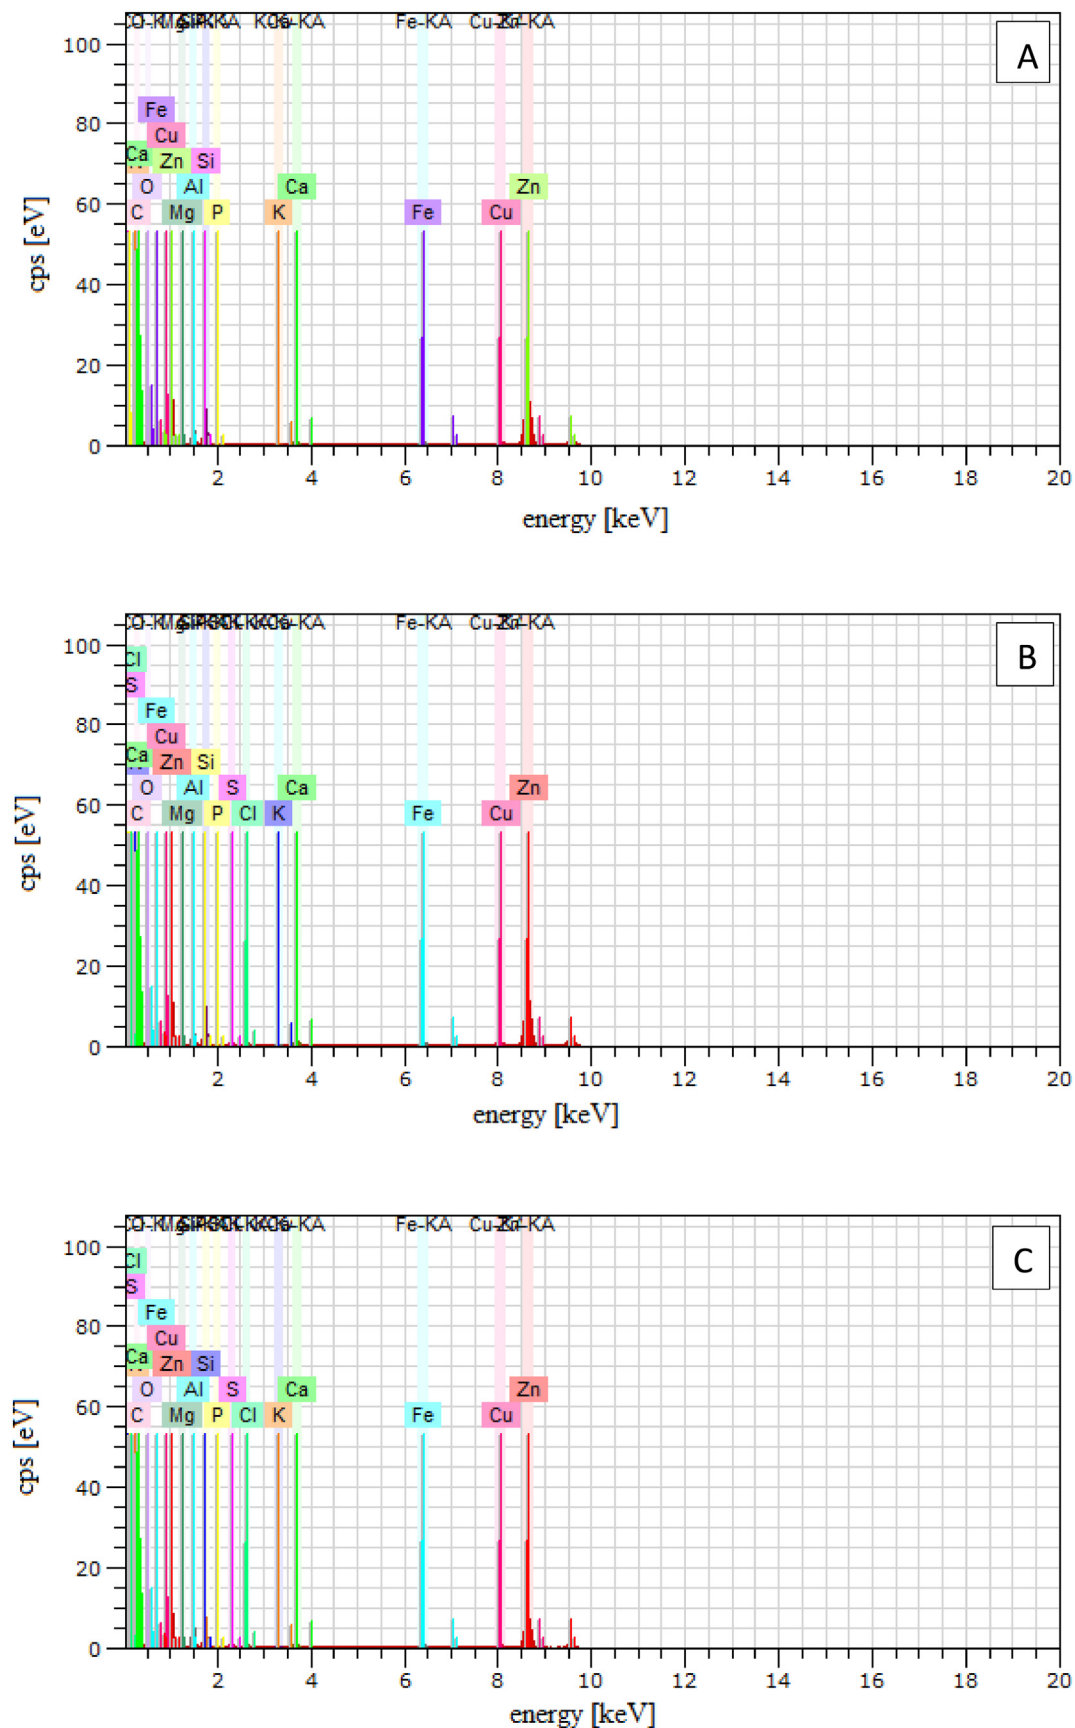 Fe-KA
A
100
Fe
80
Cu
Ca
Zn Si
O Al Ca Zn
60
C Mg P K Fe Cu
cps [eV]
40
20
0
2 4 6 8 10 12 14 16 18 20
energy [keV]
Fe-KA
B
100
Cl
S
80
Fe
Cu
Ca Zn Si
O Al S Ca Zn
60
C Mg P Cl K Fe Cu
cps [eV]
40
20
0
2 4 6 8 10 12 14 16 18 20
energy [keV]
Fe-KA
C
100
Cl
S
80
Fe
Cu
Ca Zn Si
O Al S Ca Zn
60
C Mg P Cl K Fe Cu
cps [eV]
40
20
0
2 4 6 8 10 12 14 16 18 20
energy [keV]